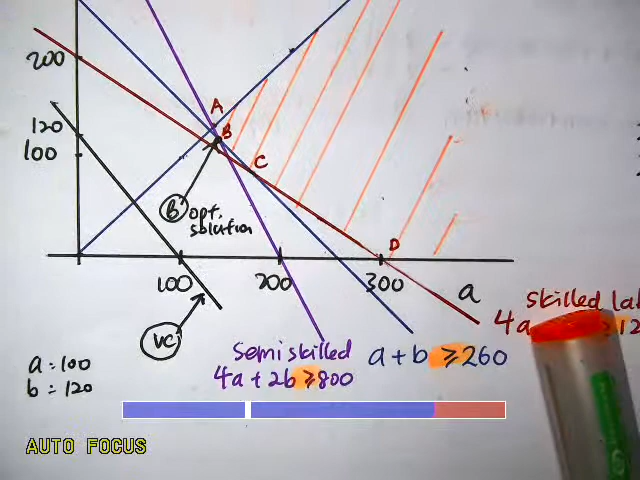 200
A
120
B
100
C
B opt.
solution
D
100
200
300
a
skilled
4a
VC
Semiskilled
a + b ≥ 260
4a + 2b ≥ 800
a = 100
b = 120
AUTO FOCUS